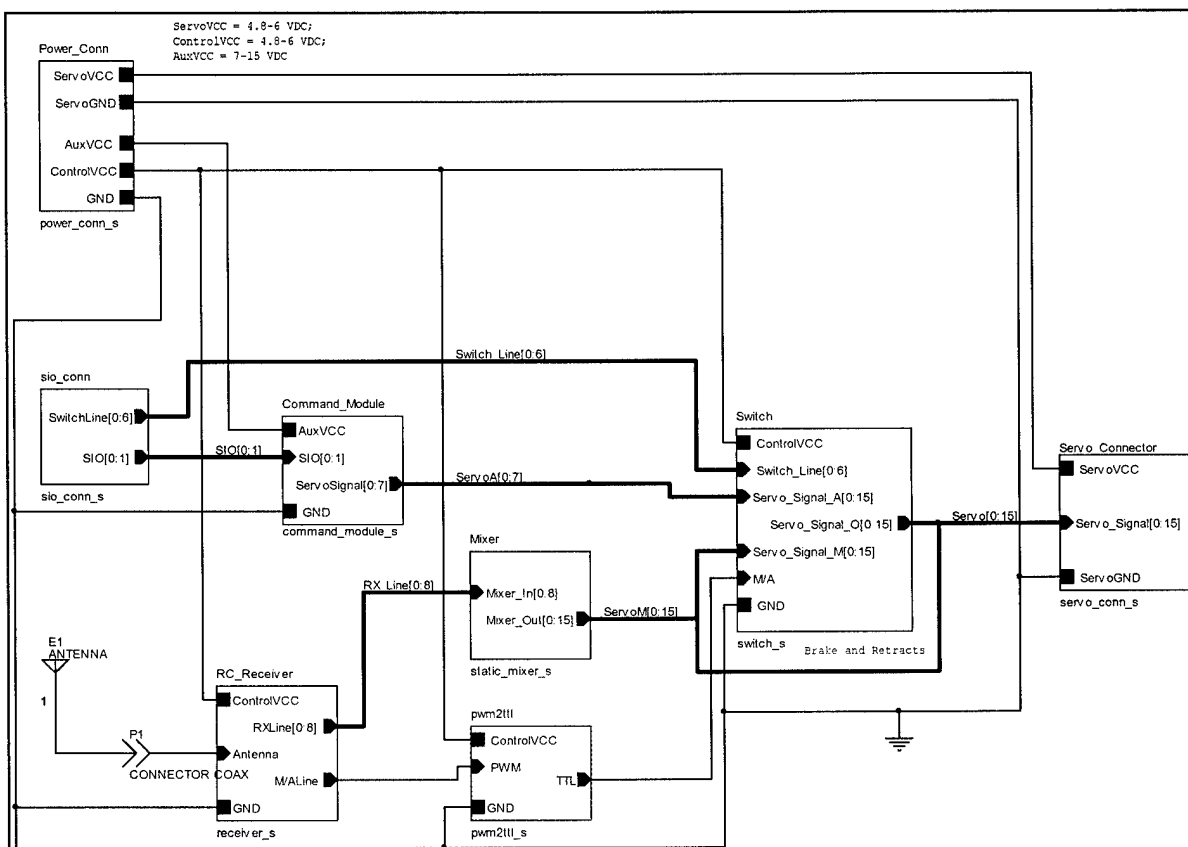 ServoVCC = 4.8-6 VDC;
ControlVCC = 4.8-6 VDC;
AuxVCC = 7-15 VDC
Power_Conn
ServoVCC
ServoGND
AuxVCC
ControlVCC
GND
power_conn_s
Switch_Line[0:6]
sio_conn
SwitchLine[0:6]
SIO[0:1]
sio_conn_s
SIO[0:1]
Command_Module
AuxVCC
SIO[0:1]
ServoSignal[0:7]
GND
command_module_s
ServoA[0:7]
Switch
ControlVCC
Switch_Line[0:6]
Servo_Signal_A[0:15]
Servo_Signal_O[0:15]
Servo_Signal_M[0:15]
M/A
GND
switch_s
Servo[0:15]
Servo_Connector
ServoVCC
Servo_Signal[0:15]
ServoGND
servo_conn_s
Mixer
Mixer_In[0:8]
Mixer_Out[0:15]
static_mixer_s
RX_Line[0:8]
ServoM[0:15]
Brake and Retracts
E1
ANTENNA
1
P1
CONNECTOR COAX
RC_Receiver
ControlVCC
RXLine[0:8]
Antenna
M/ALine
GND
receiver_s
pwm2ttl
ControlVCC
PWM
TTL
GND
pwm2ttl_s